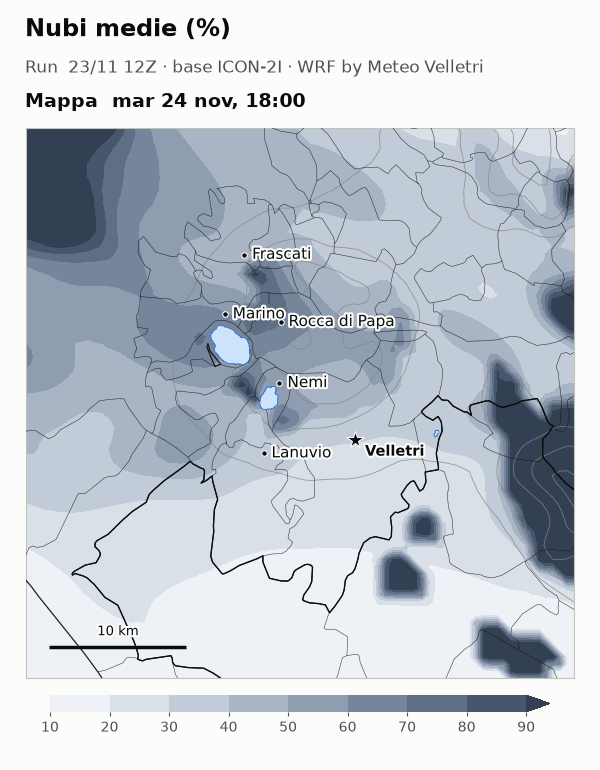 Nubi medie (%)
Run  23/11 12Z · base ICON-2I · WRF by Meteo Velletri
Mappa  mar 24 nov, 18:00
Frascati
Marino
Rocca di Papa
Nemi
Velletri
Lanuvio
10 km
10 20 30 40 50 60 70 80 90